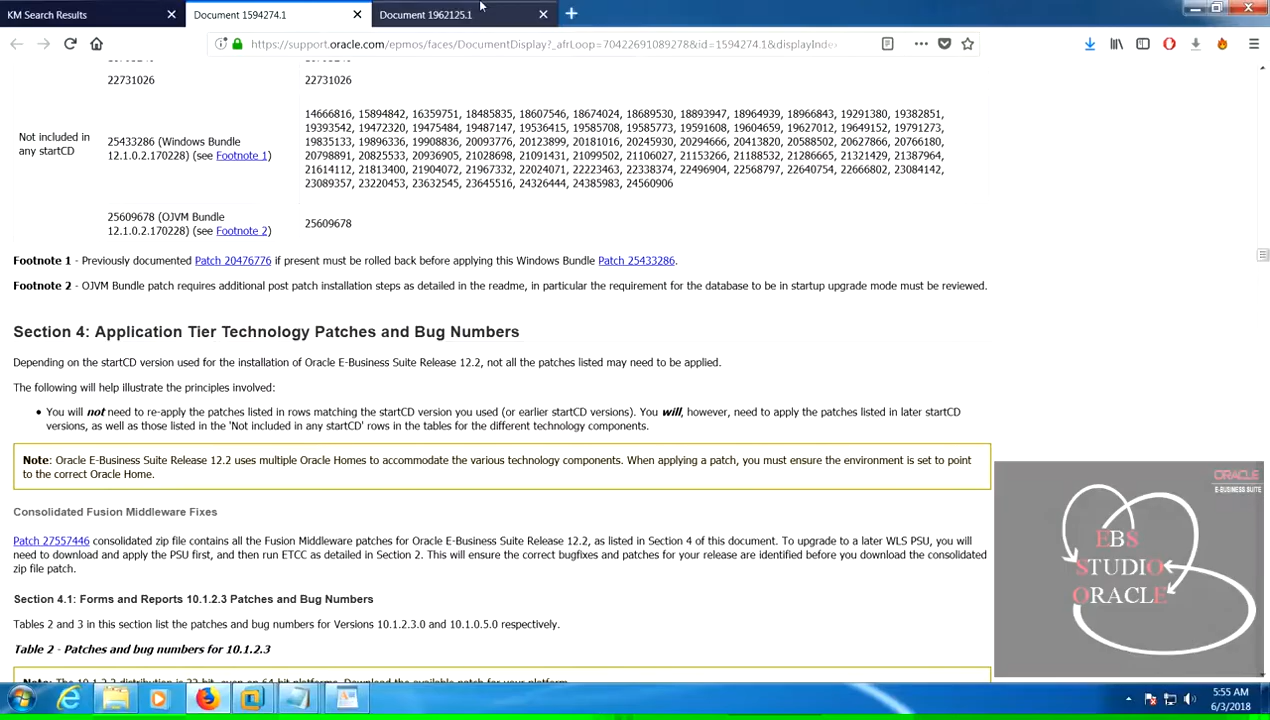 KM Search Results
Document 1594274.1
Document 1962125.1
https://support.oracle.com/epmos/faces/DocumentDisplay?_afrLoop=70422691089278&id=1594274.1&displayInde
22731026
22731026
Not included in
any startCD
25433286 (Windows Bundle
12.1.0.2.170228) (see Footnote 1)
14666816, 15894842, 16359751, 18485835, 18607546, 18674024, 18689530, 18893947, 18964939, 18966843, 19291380, 19382851,
19393542, 19472320, 19475484, 19487147, 19536415, 19585708, 19585773, 19591608, 19604659, 19627012, 19649152, 19791273,
19835133, 19896336, 19908836, 20093776, 20123899, 20181016, 20245930, 20294666, 20413820, 20588502, 20627866, 20766180,
20798891, 20825533, 20936905, 21028698, 21091431, 21099502, 21106027, 21153266, 21188532, 21286665, 21321429, 21387964,
21614112, 21813400, 21904072, 21967332, 22024071, 22223463, 22338374, 22496904, 22568797, 22640754, 22666802, 23084142,
23089357, 23220453, 23632545, 23645516, 24326444, 24385983, 24560906
25609678 (OJVM Bundle
12.1.0.2.170228) (see Footnote 2)
25609678
Footnote 1 - Previously documented Patch 20476776 if present must be rolled back before applying this Windows Bundle Patch 25433286.
Footnote 2 - OJVM Bundle patch requires additional post patch installation steps as detailed in the readme, in particular the requirement for the database to be in startup upgrade mode must be reviewed.
Section 4: Application Tier Technology Patches and Bug Numbers
Depending on the startCD version used for the installation of Oracle E-Business Suite Release 12.2, not all the patches listed may need to be applied.
The following will help illustrate the principles involved:
• You will not need to re-apply the patches listed in rows matching the startCD version you used (or earlier startCD versions). You will, however, need to apply the patches listed in later startCD
versions, as well as those listed in the 'Not included in any startCD' rows in the tables for the different technology components.
Note: Oracle E-Business Suite Release 12.2 uses multiple Oracle Homes to accommodate the various technology components. When applying a patch, you must ensure the environment is set to point
to the correct Oracle Home.
Consolidated Fusion Middleware Fixes
Patch 27557446 consolidated zip file contains all the Fusion Middleware patches for Oracle E-Business Suite Release 12.2, as listed in Section 4 of this document. To upgrade to a later WLS PSU, you will
need to download and apply the PSU first, and then run ETCC as detailed in Section 2. This will ensure the correct bugfixes and patches for your release are identified before you download the consolidated
zip file patch.
Section 4.1: Forms and Reports 10.1.2.3 Patches and Bug Numbers
Tables 2 and 3 in this section list the patches and bug numbers for Versions 10.1.2.3.0 and 10.1.0.5.0 respectively.
Table 2 - Patches and bug numbers for 10.1.2.3
ORACLE
E-BUSINESS SUITE
EBS
STUDIO
ORACLE
5:55 AM
6/3/2018